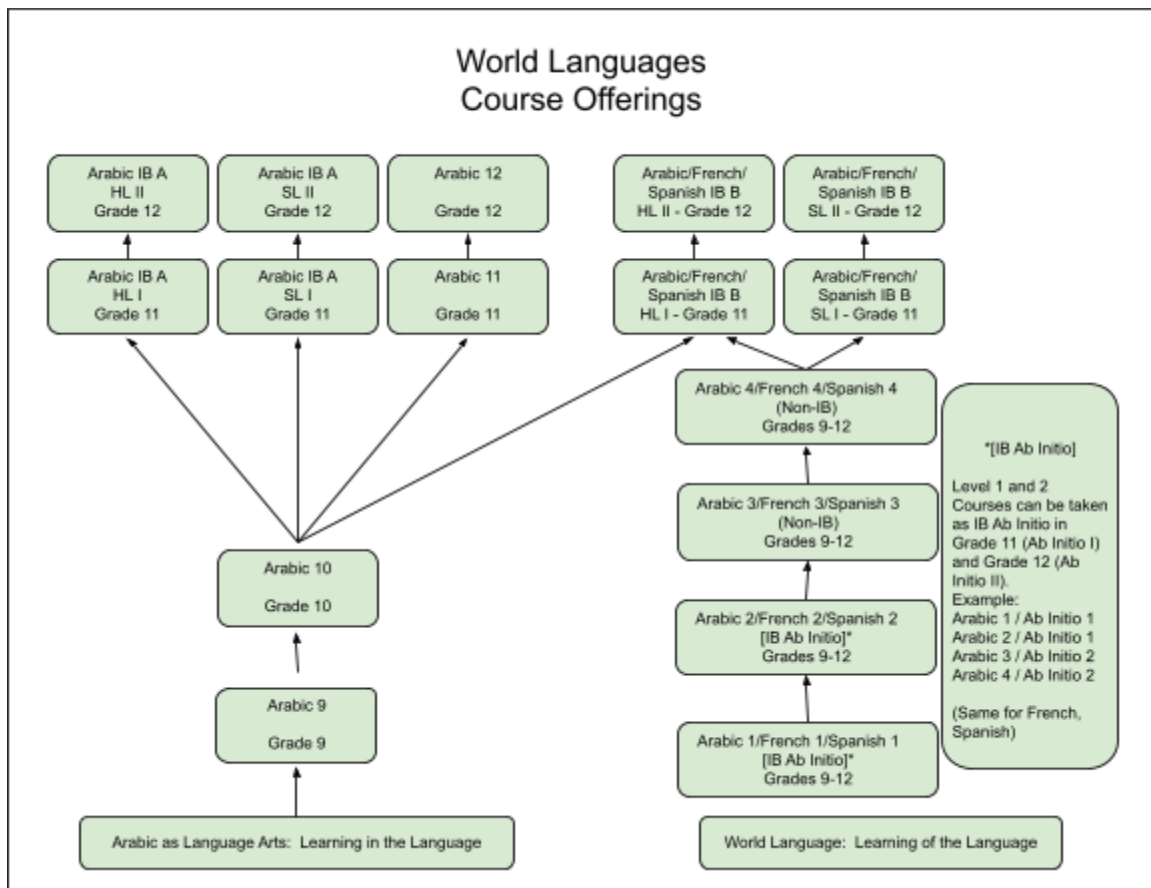 World Languages
Course Offerings
Arabic IB A
HL II
Grade 12
Arabic IB A
SL II
Grade 12
Arabic 12
Grade 12
Arabic/French/
Spanish IB B
HL II - Grade 12
Arabic/French/
Spanish IB B
SL II - Grade 12
Arabic IB A
HL I
Grade 11
Arabic IB A
SL I
Grade 11
Arabic 11
Grade 11
Arabic/French/
Spanish IB B
HL I - Grade 11
Arabic/French/
Spanish IB B
SL I - Grade 11
Arabic 4/French 4/Spanish 4
(Non-IB)
Grades 9-12
Arabic 3/French 3/Spanish 3
(Non-IB)
Grades 9-12
Arabic 2/French 2/Spanish 2
[IB Ab Initio]*
Grades 9-12
Arabic 1/French 1/Spanish 1
[IB Ab Initio]*
Grades 9-12
*[IB Ab Initio]
Level 1 and 2
Courses can be taken
as IB Ab Initio in
Grade 11 (Ab Initio I)
and Grade 12 (Ab
Initio II).
Example:
Arabic 1 / Ab Initio 1
Arabic 2 / Ab Initio 1
Arabic 3 / Ab Initio 2
Arabic 4 / Ab Initio 2
(Same for French,
Spanish)
Arabic 10
Grade 10
Arabic 9
Grade 9
Arabic as Language Arts: Learning in the Language
World Language: Learning of the Language